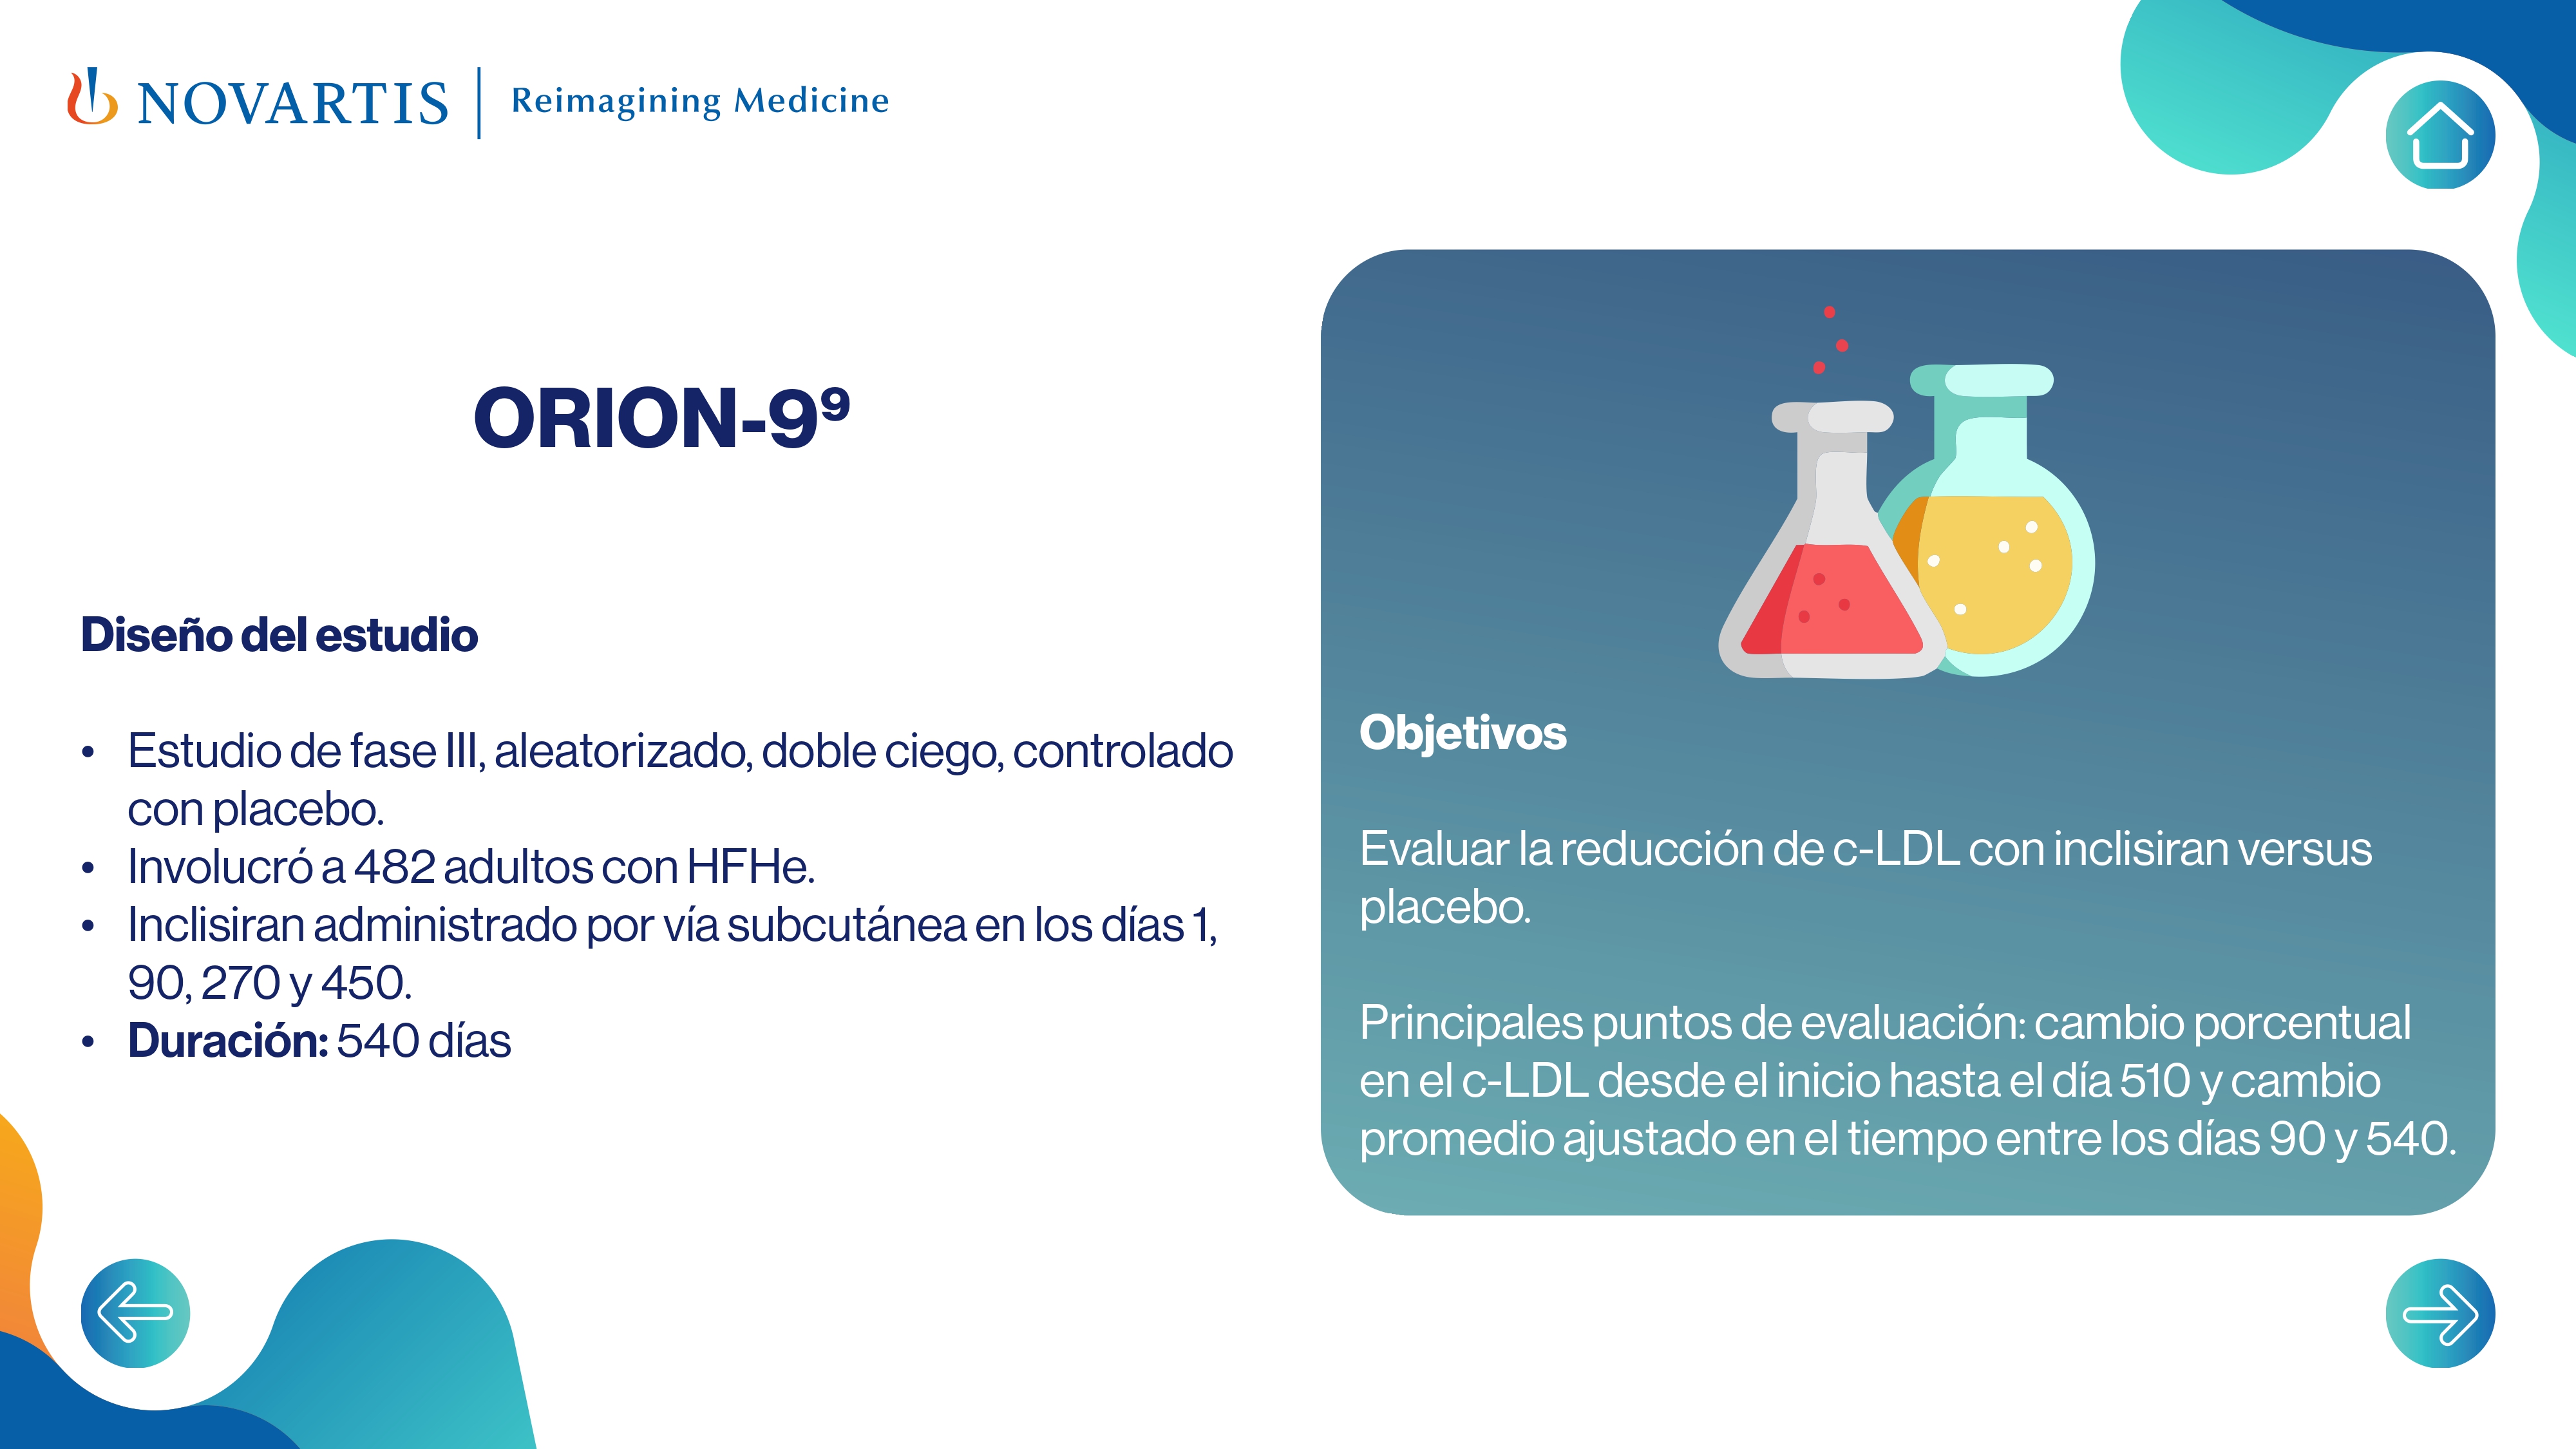 NOVARTIS | Reimagining Medicine
ORION-9⁹
Diseño del estudio
• Estudio de fase III, aleatorizado, doble ciego, controlado
con placebo.
• Involucró a 482 adultos con HFHe.
• Inclisiran administrado por vía subcutánea en los días 1,
90, 270 y 450.
• Duración: 540 días
Objetivos
Evaluar la reducción de c-LDL con inclisiran versus
placebo.
Principales puntos de evaluación: cambio porcentual
en el c-LDL desde el inicio hasta el día 510 y cambio
promedio ajustado en el tiempo entre los días 90 y 540.